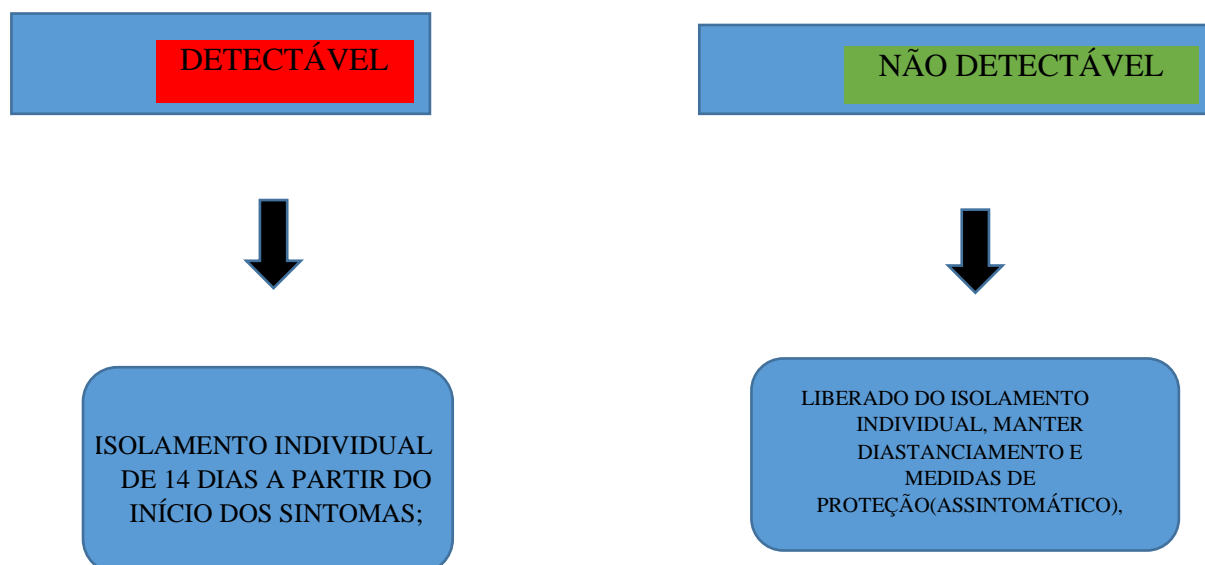 DETECTÁVEL
NÃO DETECTÁVEL
ISOLAMENTO INDIVIDUAL
DE 14 DIAS A PARTIR DO
INÍCIO DOS SINTOMAS;
LIBERADO DO ISOLAMENTO
INDIVIDUAL, MANTER
DIASTANCIAMENTO E
MEDIDAS DE
PROTEÇÃO(ASSINTOMÁTICO),